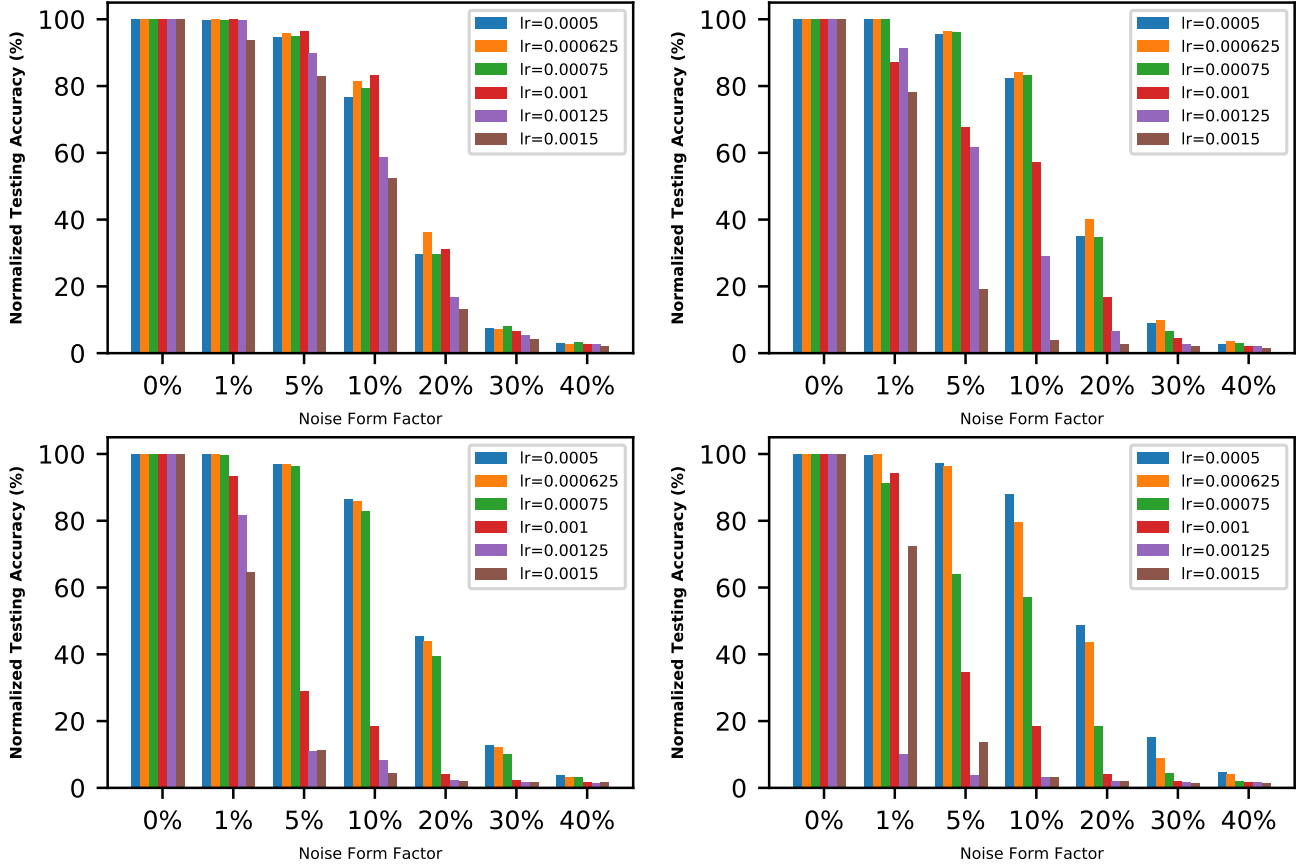 100
80
60
40
20
0
Normalized Testing Accuracy (%)
lr=0.0005
lr=0.000625
lr=0.00075
lr=0.001
lr=0.00125
lr=0.0015
0% 1% 5% 10% 20% 30% 40%
Noise Form Factor
100
80
60
40
20
0
Normalized Testing Accuracy (%)
lr=0.0005
lr=0.000625
lr=0.00075
lr=0.001
lr=0.00125
lr=0.0015
0% 1% 5% 10% 20% 30% 40%
Noise Form Factor
100
80
60
40
20
0
Normalized Testing Accuracy (%)
lr=0.0005
lr=0.000625
lr=0.00075
lr=0.001
lr=0.00125
lr=0.0015
0% 1% 5% 10% 20% 30% 40%
Noise Form Factor
100
80
60
40
20
0
Normalized Testing Accuracy (%)
lr=0.0005
lr=0.000625
lr=0.00075
lr=0.001
lr=0.00125
lr=0.0015
0% 1% 5% 10% 20% 30% 40%
Noise Form Factor